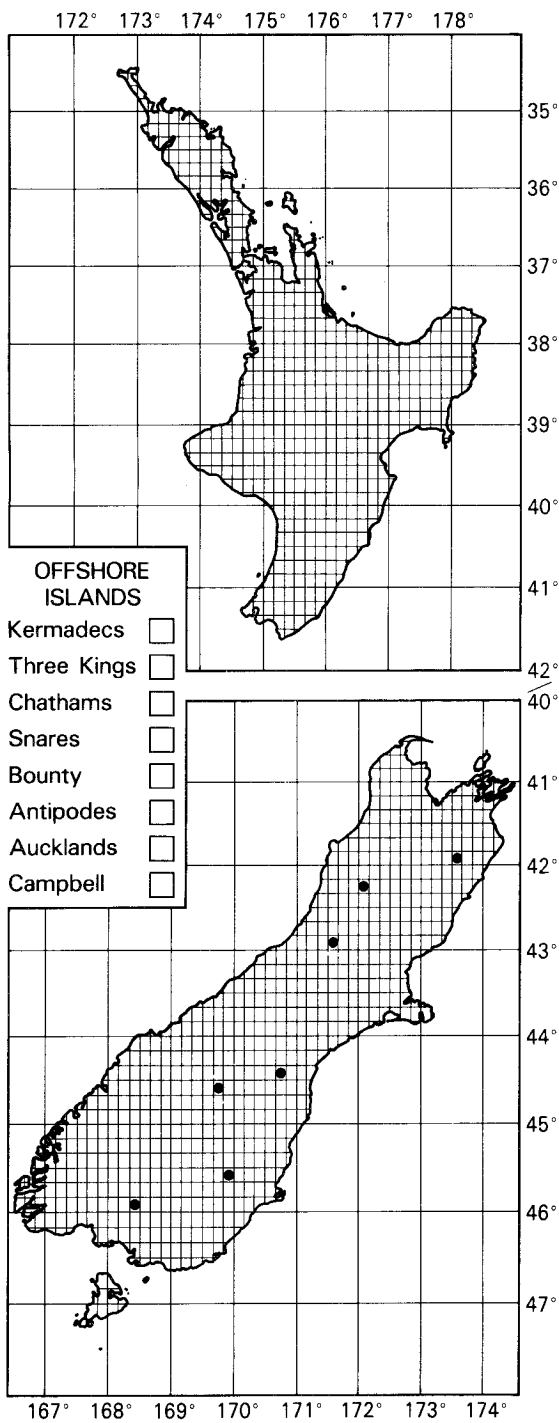 172° 173° 174° 175° 176° 177° 178°
35°
36°
37°
38°
39°
40°
41°
42°
OFFSHORE
ISLANDS
Kermadecs
Three Kings
Chathams
Snares
Bounty
Antipodes
Aucklands
Campbell
40°
41°
42°
43°
44°
45°
46°
47°
167° 168° 169° 170° 171° 172° 173° 174°